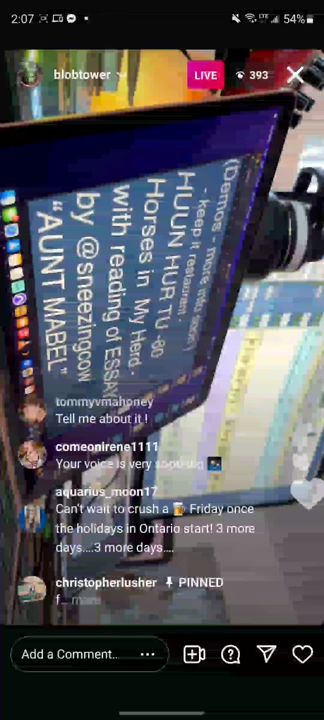 2:07
54%
blobtower
LIVE
393
(Demos - more info soon)
- keep it restaurant -
HUUN HUR TU - 60
Horses in My Herd -
with reading of ESSAY
by @sneezingcow
"AUNT MABEL"
tommyvmahoney
Tell me about it !
comeonirene1111
Your voice is very
aquarius_moon17
Can't wait to crush a 🍺 Friday once
the holidays in Ontario start! 3 more
days....3 more days....
christopherlusher PINNED
f... more
Add a Comment...